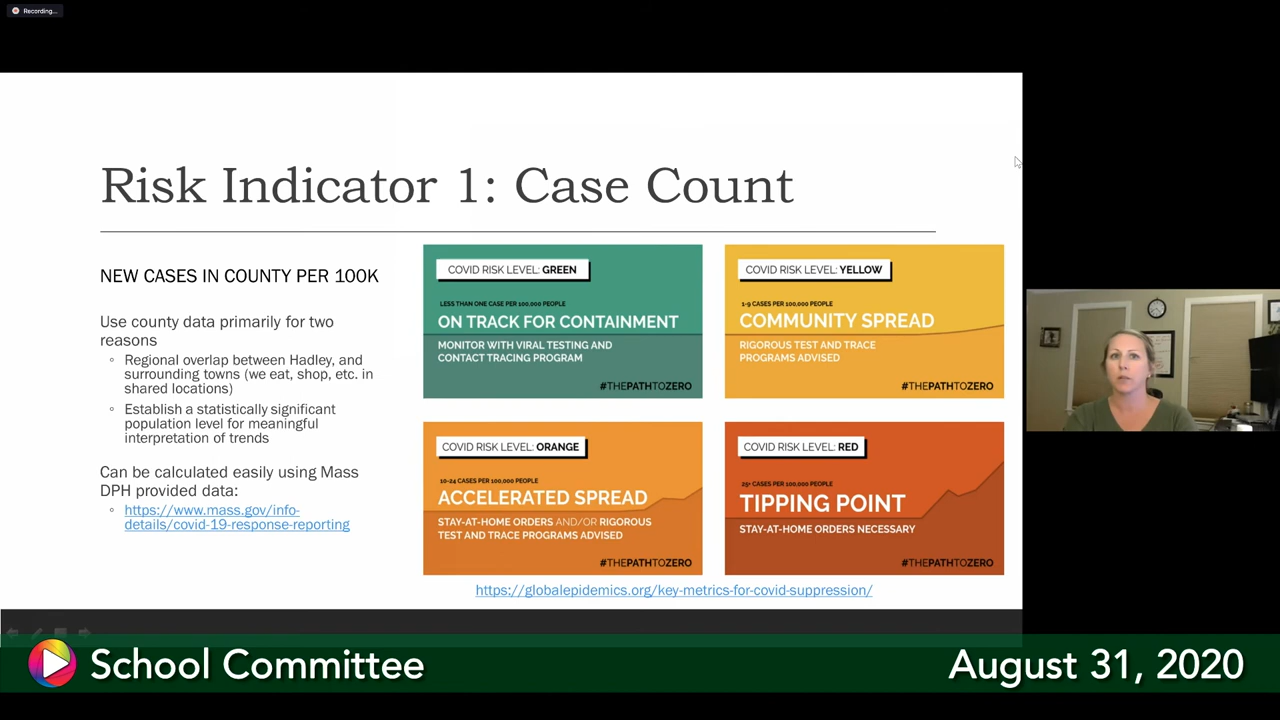 Recording...
Risk Indicator 1: Case Count
NEW CASES IN COUNTY PER 100K
Use county data primarily for two
reasons
Regional overlap between Hadley, and
surrounding towns (we eat, shop, etc. in
shared locations)
Establish a statistically significant
population level for meaningful
interpretation of trends
Can be calculated easily using Mass
DPH provided data:
https://www.mass.gov/info-
details/covid-19-response-reporting
COVID RISK LEVEL: GREEN
LESS THAN ONE CASE PER 100,000 PEOPLE
ON TRACK FOR CONTAINMENT
MONITOR WITH VIRAL TESTING AND
CONTACT TRACING PROGRAM
#THEPATHTOZERO
COVID RISK LEVEL: YELLOW
1-9 CASES PER 100,000 PEOPLE
COMMUNITY SPREAD
RIGOROUS TEST AND TRACE
PROGRAMS ADVISED
#THEPATHTOZERO
COVID RISK LEVEL: ORANGE
10-24 CASES PER 100,000 PEOPLE
ACCELERATED SPREAD
STAY-AT-HOME ORDERS AND/OR RIGOROUS
TEST AND TRACE PROGRAMS ADVISED
#THEPATHTOZERO
COVID RISK LEVEL: RED
25+ CASES PER 100,000 PEOPLE
TIPPING POINT
STAY-AT-HOME ORDERS NECESSARY
#THEPATHTOZERO
https://globalepidemics.org/key-metrics-for-covid-suppression/
School Committee
August 31, 2020